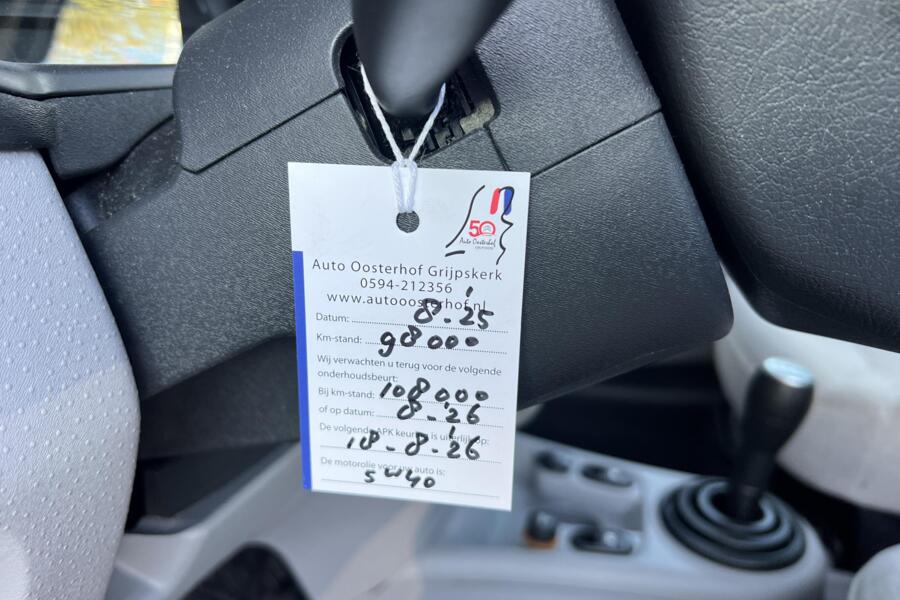 50
Auto Oosterhof
Auto Oosterhof Grijpskerk
0594-212356
www.autooosterhof.nl
Datum: 8-'25
Km-stand: 98000
Wij verwachten u terug voor de volgende
onderhoudsbeurt:
Bij km-stand: 108000
of op datum: 8-'26
De volgende APK keuring is uiterlijk op:
18-8-'26
De motorolie voor uw auto is:
5w40